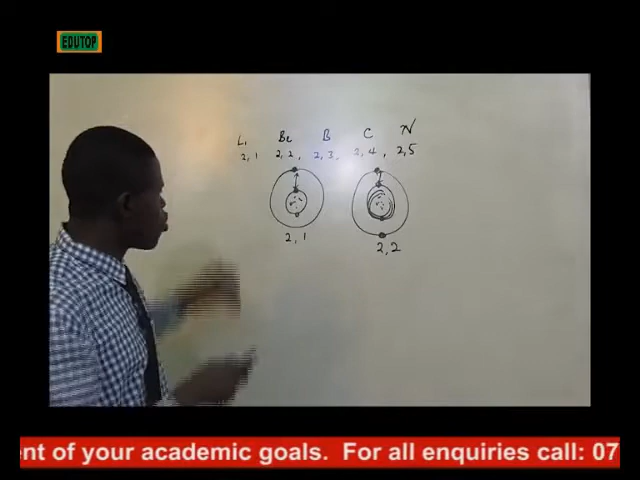 EDUTOP
Li Be B C N
2,1 2,2, 2,3, 2,4, 2,5
2,1 2,2
nt of your academic goals. For all enquiries call: 07